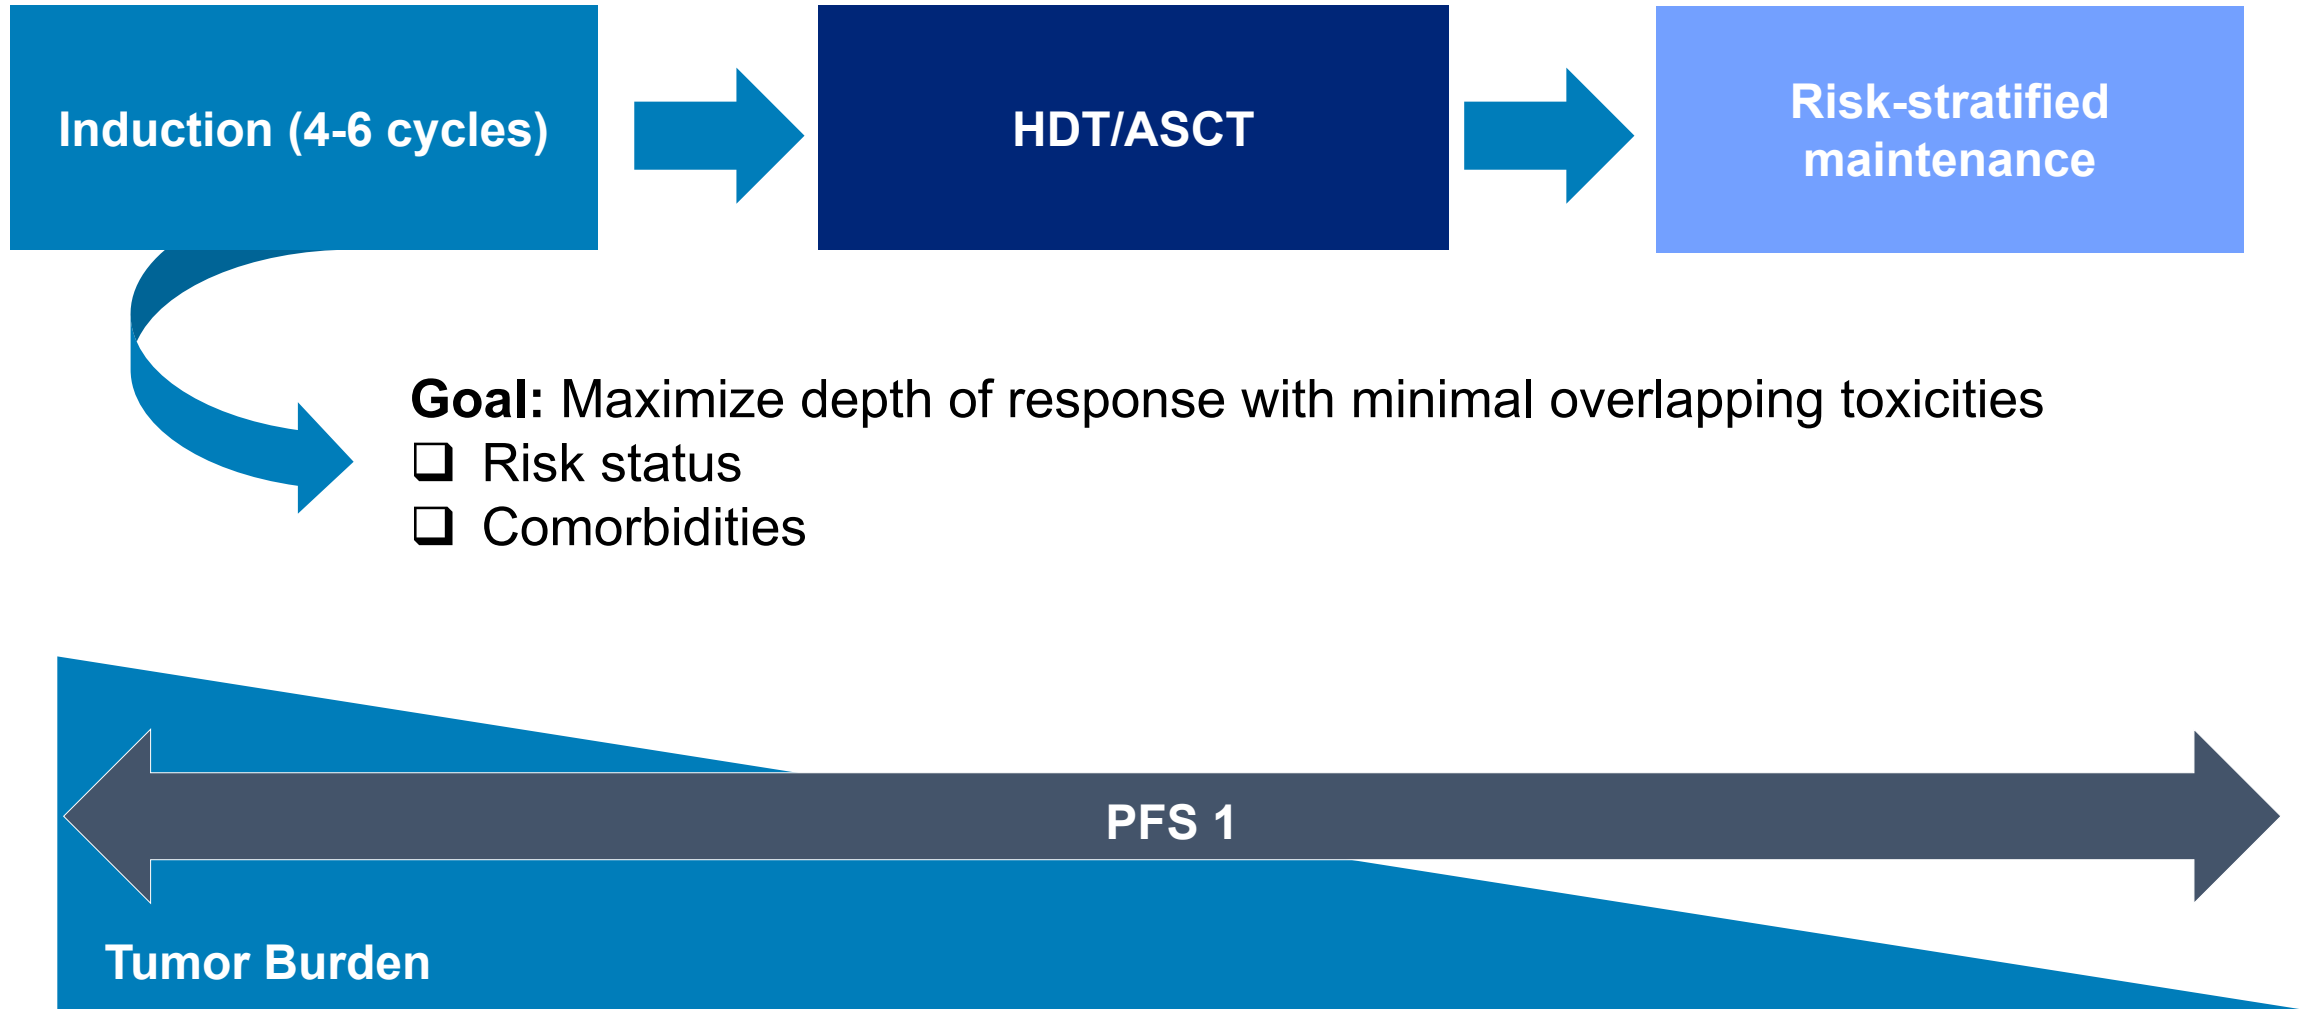 Induction (4-6 cycles)
HDT/ASCT
Risk-stratified
maintenance
Goal: Maximize depth of response with minimal overlapping toxicities
❑ Risk status
❑ Comorbidities
PFS 1
Tumor Burden